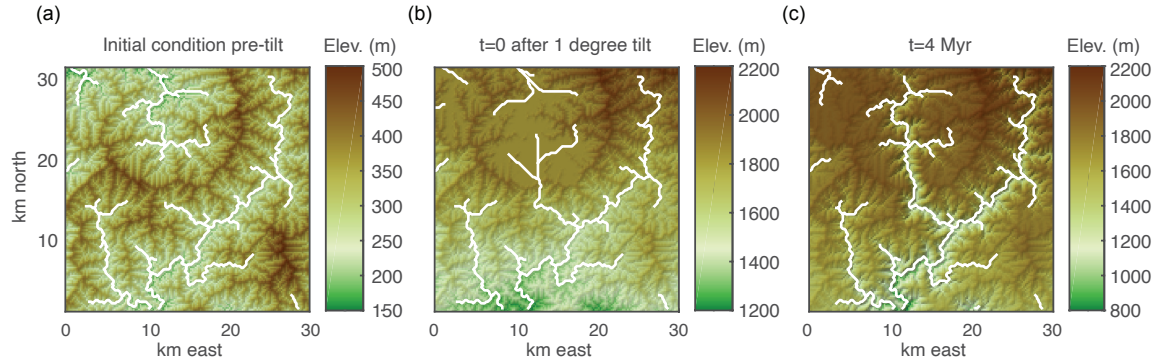 (a)
(b)
(c)
Initial condition pre-tilt
Elev. (m)
t=0 after 1 degree tilt
Elev. (m)
t=4 Myr
Elev. (m)
km north
30
20
10
0
10
20
30
km east
500
450
400
350
300
250
200
150
0
10
20
30
km east
2200
2000
1800
1600
1400
1200
0
10
20
30
km east
2200
2000
1800
1600
1400
1200
1000
800